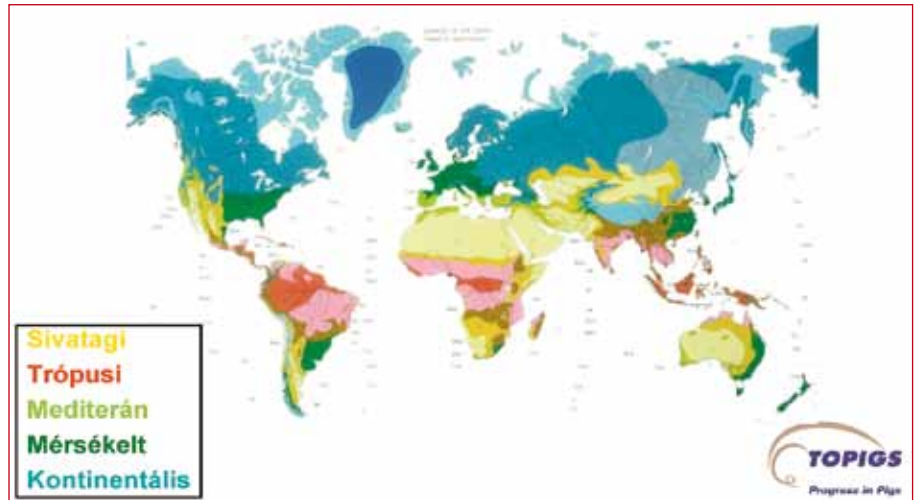 Sivatagi
Trópusi
Mediterán
Mérsékelt
Kontinentális
TOPIGS
Progress in Pigs